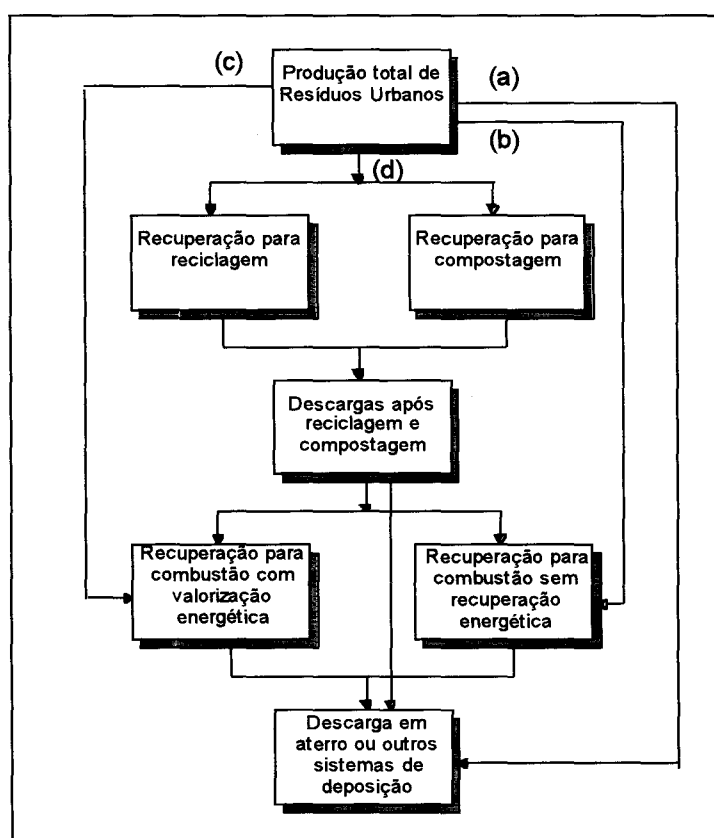 (c)
Produção total de
Resíduos Urbanos
(a)
(b)
(d)
Recuperação para
reciclagem
Recuperação para
compostagem
Descargas após
reciclagem e
compostagem
Recuperação para
combustão com
valorização
energética
Recuperação para
combustão sem
recuperação
energética
Descarga em
aterro ou outros
sistemas de
deposição